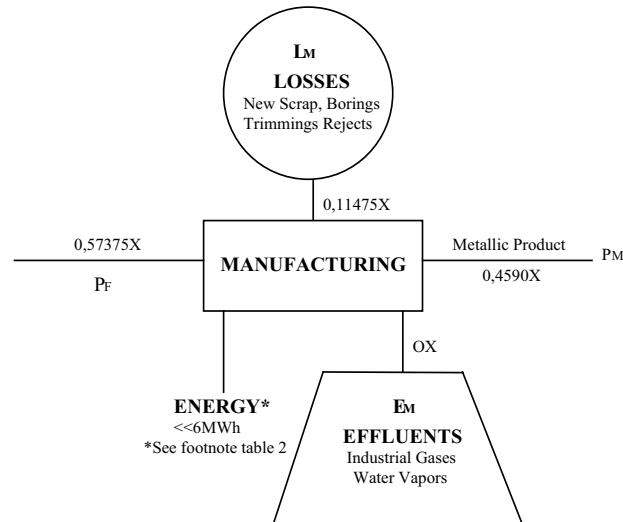 LM
LOSSES
New Scrap, Borings
Trimmings Rejects
0,11475X
0,57375X
PF
MANUFACTURING
Metallic Product
0,4590X
PM
OX
ENERGY*
<<6MWh
*See footnote table 2
EM
EFFLUENTS
Industrial Gases
Water Vapors